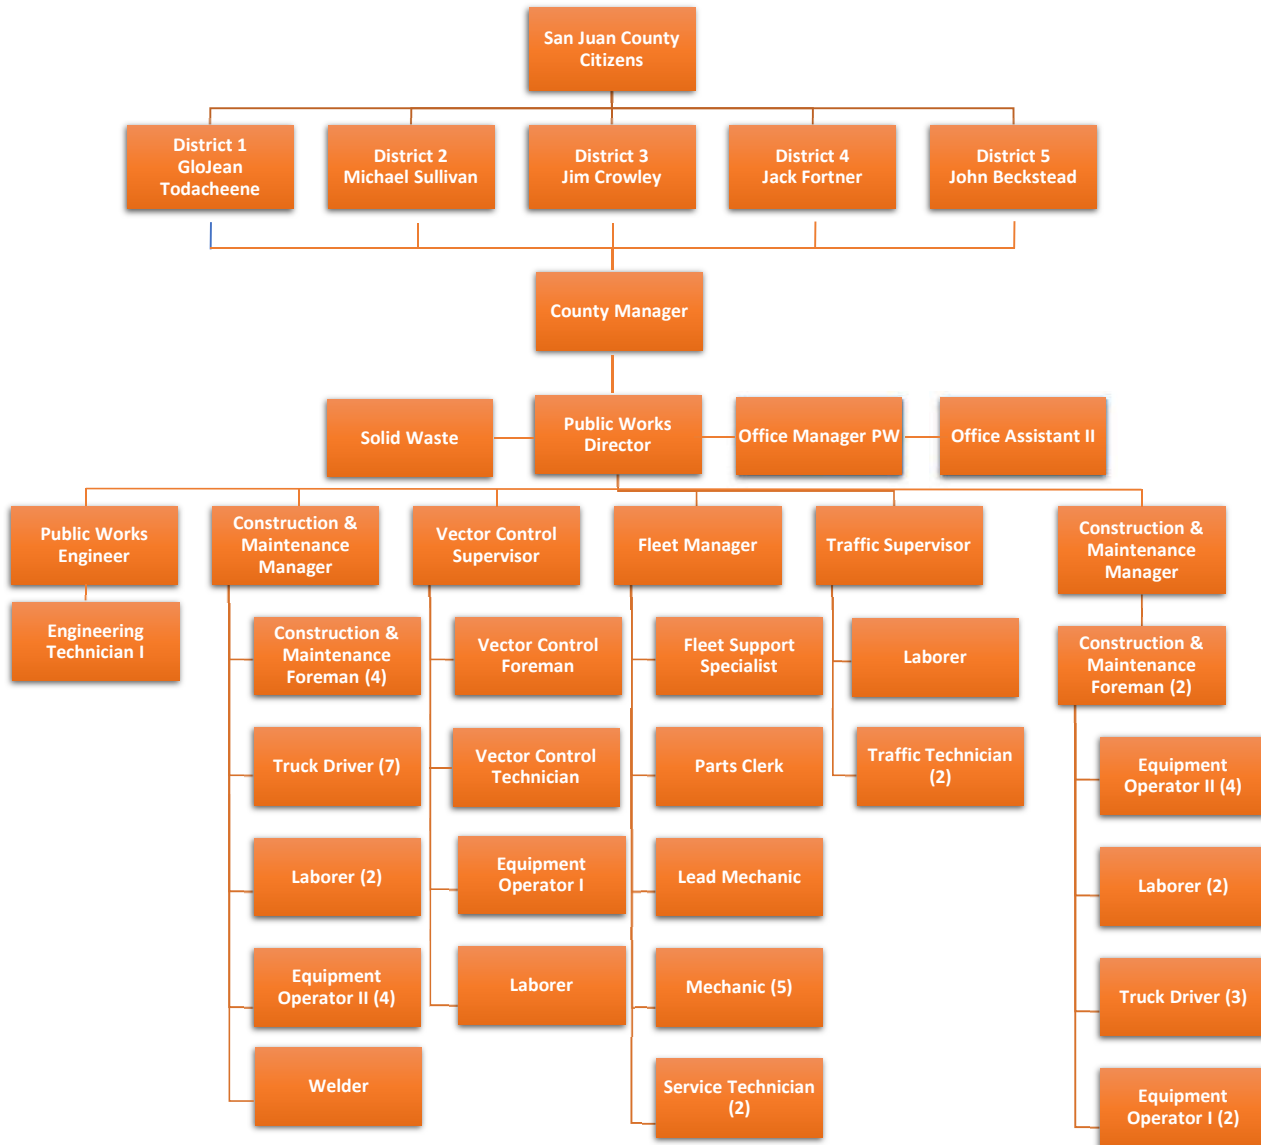 San Juan County
Citizens
District 1
GloJean
Todacheene
District 2
Michael Sullivan
District 3
Jim Crowley
District 4
Jack Fortner
District 5
John Beckstead
County Manager
Solid Waste
Public Works
Director
Office Manager PW
Office Assistant II
Public Works
Engineer
Construction &
Maintenance
Manager
Vector Control
Supervisor
Fleet Manager
Traffic Supervisor
Construction &
Maintenance
Manager
Engineering
Technician I
Construction &
Maintenance
Foreman (4)
Truck Driver (7)
Laborer (2)
Equipment
Operator II (4)
Welder
Vector Control
Foreman
Vector Control
Technician
Equipment
Operator I
Laborer
Fleet Support
Specialist
Parts Clerk
Lead Mechanic
Mechanic (5)
Service Technician
(2)
Laborer
Traffic Technician
(2)
Construction &
Maintenance
Foreman (2)
Equipment
Operator II (4)
Laborer (2)
Truck Driver (3)
Equipment
Operator I (2)